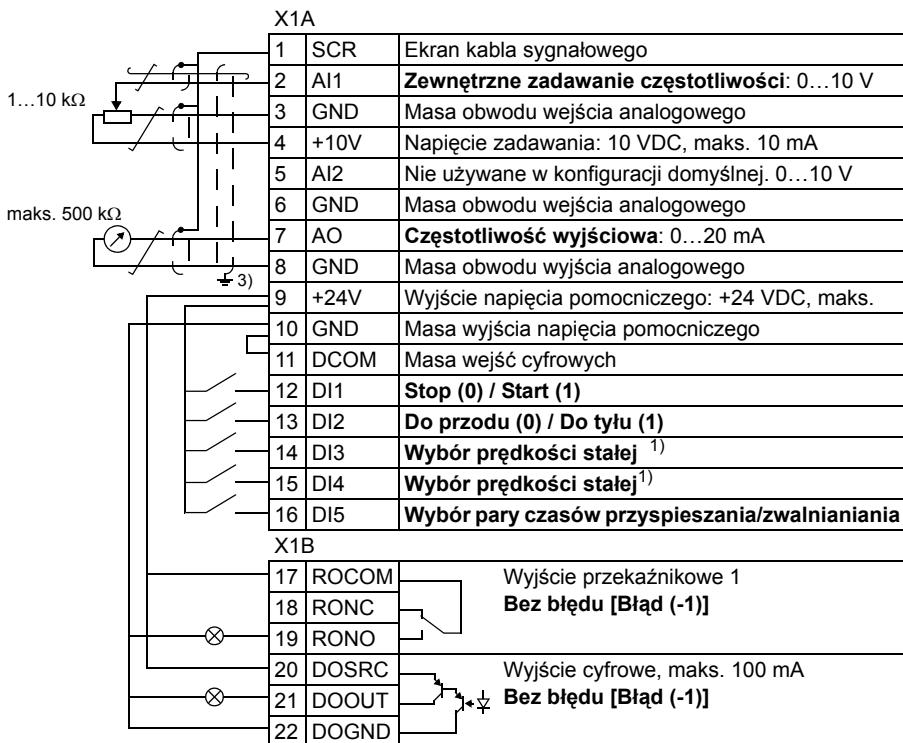 X1A
1 SCR Ekran kabla sygnałowego
2 AI1 Zewnętrzne zadawanie częstotliwości: 0…10 V
1…10 kΩ
3 GND Masa obwodu wejścia analogowego
4 +10V Napięcie zadawania: 10 VDC, maks. 10 mA
5 AI2 Nie używane w konfiguracji domyślnej. 0…10 V
6 GND Masa obwodu wejścia analogowego
maks. 500 kΩ
7 AO Częstotliwość wyjściowa: 0…20 mA
8 GND Masa obwodu wyjścia analogowego
3)
9 +24V Wyjście napięcia pomocniczego: +24 VDC, maks.
10 GND Masa wyjścia napięcia pomocniczego
11 DCOM Masa wejść cyfrowych
12 DI1 Stop (0) / Start (1)
13 DI2 Do przodu (0) / Do tyłu (1)
14 DI3 Wybór prędkości stałej 1)
15 DI4 Wybór prędkości stałej1)
16 DI5 Wybór pary czasów przyspieszania/zwalnianiania
X1B
17 ROCOM Wyjście przekaźnikowe 1
18 RONC Bez błędu [Błąd (-1)]
19 RONO
20 DOSRC Wyjście cyfrowe, maks. 100 mA
21 DOOUT Bez błędu [Błąd (-1)]
22 DOGND